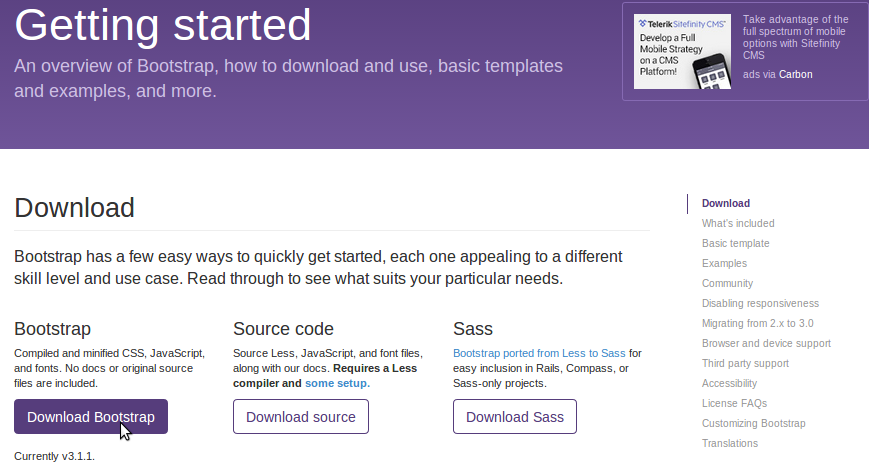 Getting started
An overview of Bootstrap, how to download and use, basic templates
and examples, and more.
Telerik Sitefinity CMS
Develop a Full
Mobile Strategy
on a CMS
Platform!
Take advantage of the
full spectrum of mobile
options with Sitefinity
CMS
ads via Carbon
Download
Bootstrap has a few easy ways to quickly get started, each one appealing to a different
skill level and use case. Read through to see what suits your particular needs.
Bootstrap
Compiled and minified CSS, JavaScript,
and fonts. No docs or original source
files are included.
Download Bootstrap
Currently v3.1.1.
Source code
Source Less, JavaScript, and font files,
along with our docs. Requires a Less
compiler and some setup.
Download source
Sass
Bootstrap ported from Less to Sass for
easy inclusion in Rails, Compass, or
Sass-only projects.
Download Sass
Download
What's included
Basic template
Examples
Community
Disabling responsiveness
Migrating from 2.x to 3.0
Browser and device support
Third party support
Accessibility
License FAQs
Customizing Bootstrap
Translations